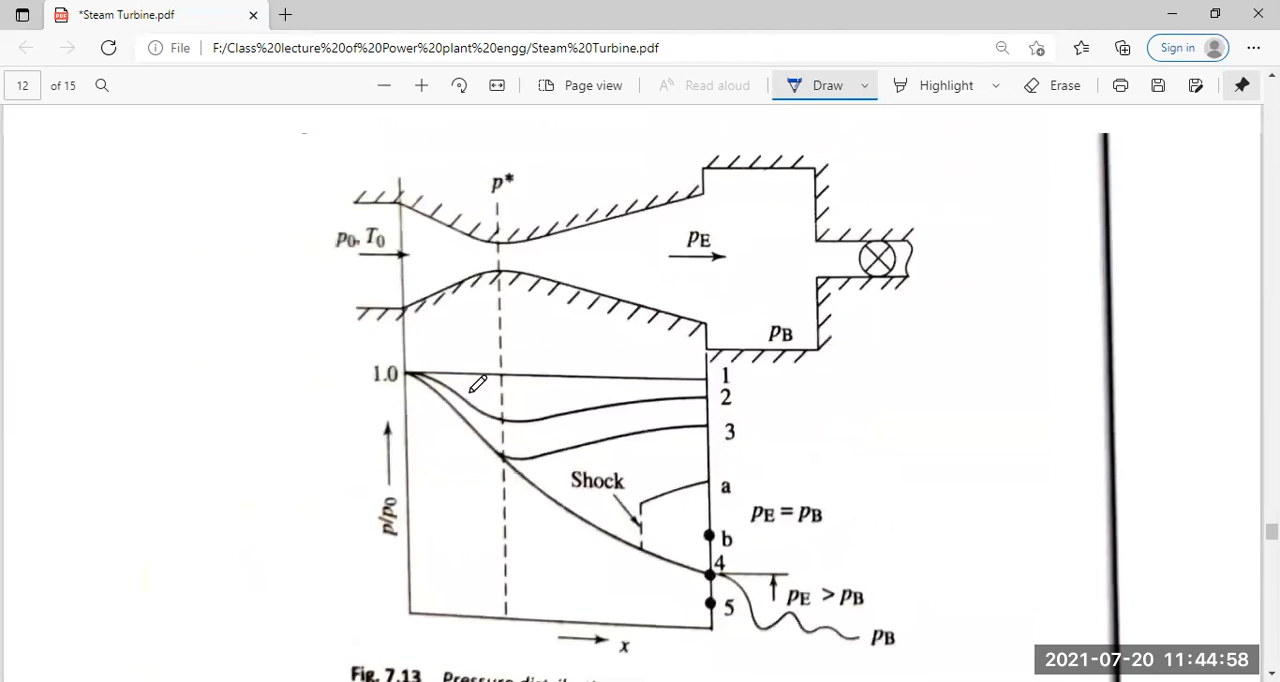 *Steam Turbine.pdf
File F:/Class%20lecture%20of%20Power%20plant%20engg/Steam%20Turbine.pdf
Sign in
12 of 15
Page view
Read aloud
Draw
Highlight
Erase
p*
p0, T0
pE
pB
1.0
1
2
3
Shock
a
p/p0
pE = pB
b
4
pE > pB
5
pB
x
Fig. 7.13
2021-07-20 11:44:58